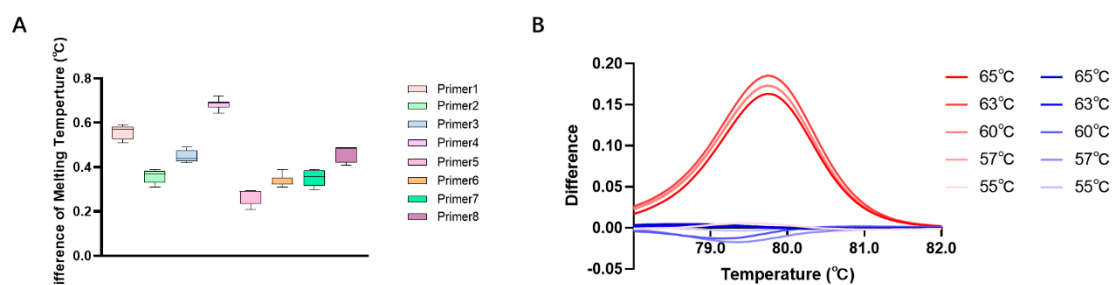 A
B
ifference of Melting Temperture (℃)
0.8
0.6
0.4
0.2
0.0
Primer1
Primer2
Primer3
Primer4
Primer5
Primer6
Primer7
Primer8
Difference
0.20
0.15
0.10
0.05
0.00
-0.05
79.0 80.0 81.0 82.0
Temperature (℃)
65℃ 65℃
63℃ 63℃
60℃ 60℃
57℃ 57℃
55℃ 55℃